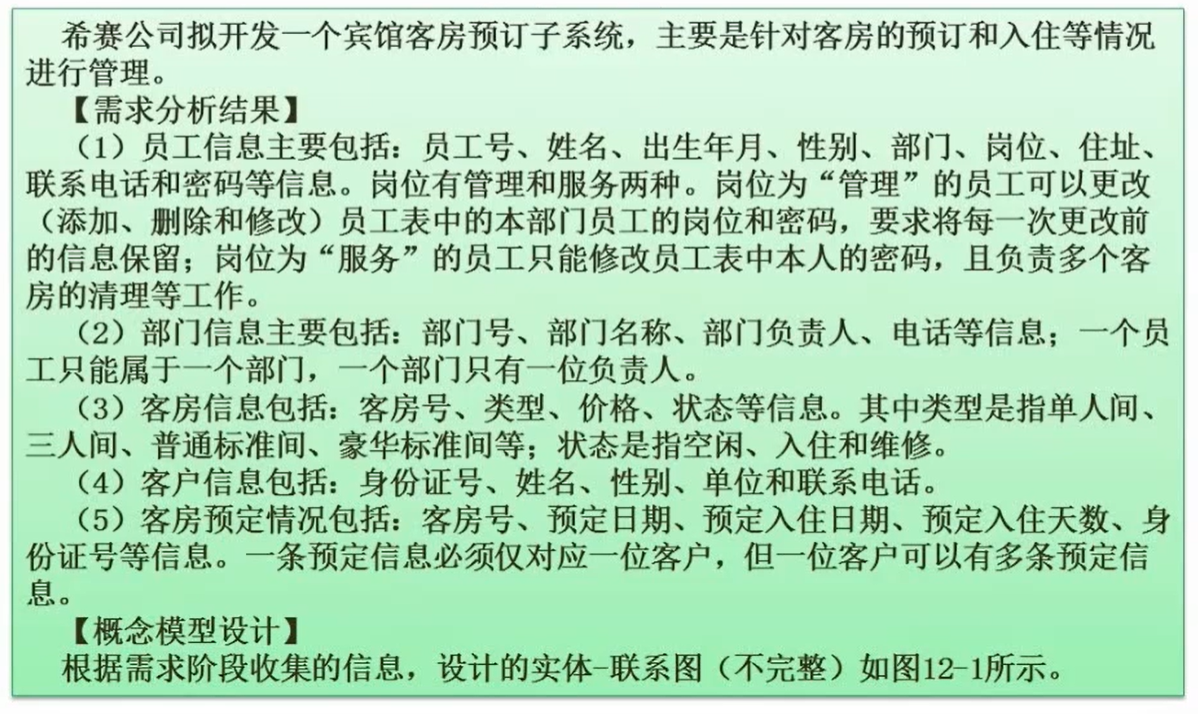 希赛公司拟开发一个宾馆客房预订子系统，主要是针对客房的预订和入住等情况
进行管理。
【需求分析结果】
（1）员工信息主要包括：员工号、姓名、出生年月、性别、部门、岗位、住址、
联系电话和密码等信息。岗位有管理和服务两种。岗位为“管理”的员工可以更改
（添加、删除和修改）员工表中的本部门员工的岗位和密码，要求将每一次更改前
的信息保留；岗位为“服务”的员工只能修改员工表中本人的密码，且负责多个客
房的清理等工作。
（2）部门信息主要包括：部门号、部门名称、部门负责人、电话等信息；一个员
工只能属于一个部门，一个部门只有一位负责人。
（3）客房信息包括：客房号、类型、价格、状态等信息。其中类型是指单人间、
三人间、普通标准间、豪华标准间等；状态是指空闲、入住和维修。
（4）客户信息包括：身份证号、姓名、性别、单位和联系电话。
（5）客房预定情况包括：客房号、预定日期、预定入住日期、预定入住天数、身
份证号等信息。一条预定信息必须仅对应一位客户，但一位客户可以有多条预定信
息。
【概念模型设计】
根据需求阶段收集的信息，设计的实体-联系图（不完整）如图12-1所示。